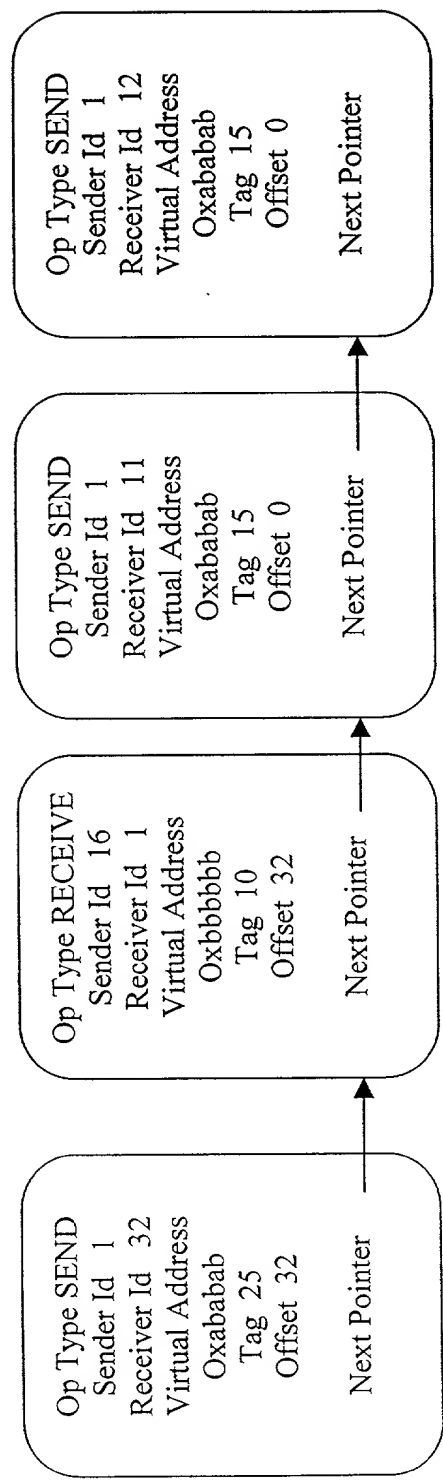 Op Type SEND
Sender Id 1
Receiver Id 32
Virtual Address
Oxababab
Tag 25
Offset 32
Next Pointer
Op Type RECEIVE
Sender Id 16
Receiver Id 1
Virtual Address
Oxbbbbbb
Tag 10
Offset 32
Next Pointer
Op Type SEND
Sender Id 1
Receiver Id 11
Virtual Address
Oxababab
Tag 15
Offset 0
Next Pointer
Op Type SEND
Sender Id 1
Receiver Id 12
Virtual Address
Oxababab
Tag 15
Offset 0
Next Pointer